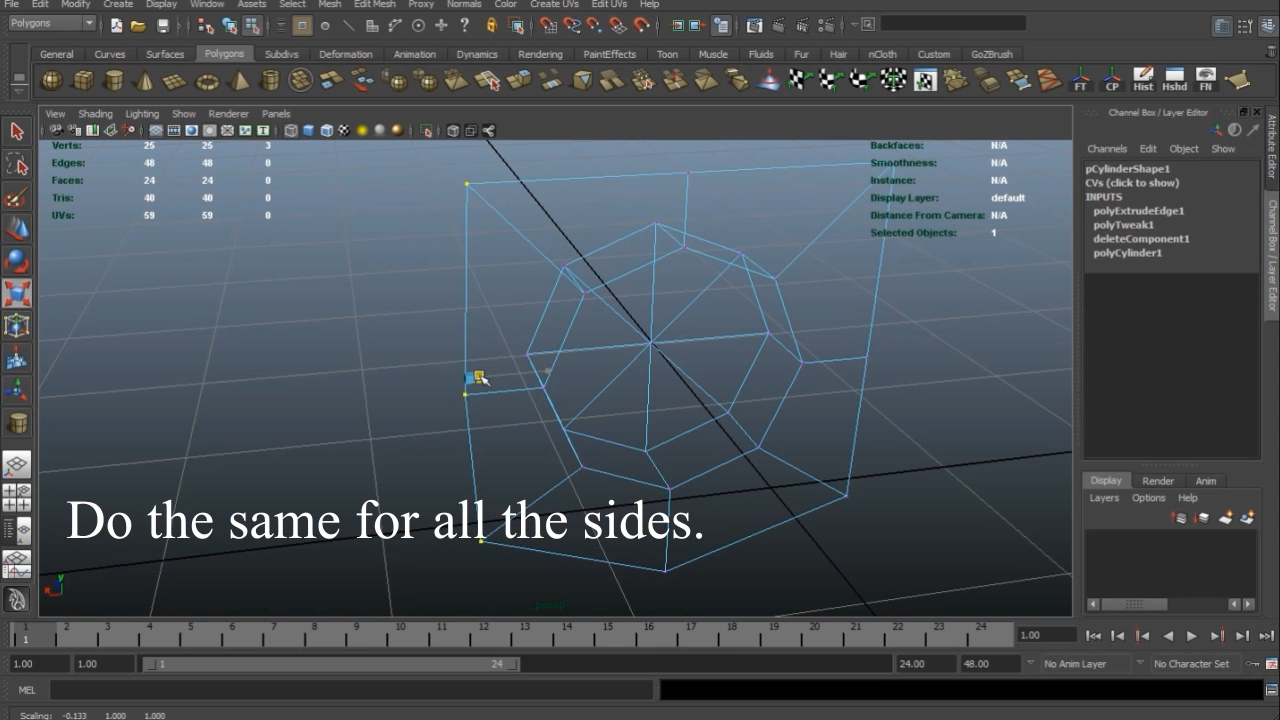 File Edit Modify Create Display Window Assets Select Mesh Edit Mesh Proxy Normals Color Create UVs Edit UVs Help
Polygons
General Curves Surfaces Polygons Subdivs Deformation Animation Dynamics Rendering PaintEffects Toon Muscle Fluids Fur Hair nCloth Custom GoZBrush
FT CP Hist Hshd FN
View Shading Lighting Show Renderer Panels
Channel Box / Layer Editor
Channels Edit Object Show
Attribute Editor
Channel Box / Layer Editor
Verts: 25 25 3
Edges: 48 48 0
Faces: 24 24 0
Tris: 40 40 0
UVs: 59 59 0
Backfaces: N/A
Smoothness: N/A
Instance: N/A
Display Layer: default
Distance From Camera: N/A
Selected Objects: 1
pCylinderShape1
CVs (click to show)
INPUTS
polyExtrudeEdge1
polyTweak1
deleteComponent1
polyCylinder1
Do the same for all the sides.
persp
y
x
Display Render Anim
Layers Options Help
1 2 3 4 5 6 7 8 9 10 11 12 13 14 15 16 17 18 19 20 21 22 23 24
1
1.00
1.00 1.00 1 24 24.00 48.00 No Anim Layer No Character Set
MEL
Scaling: -0.133 1.000 1.000